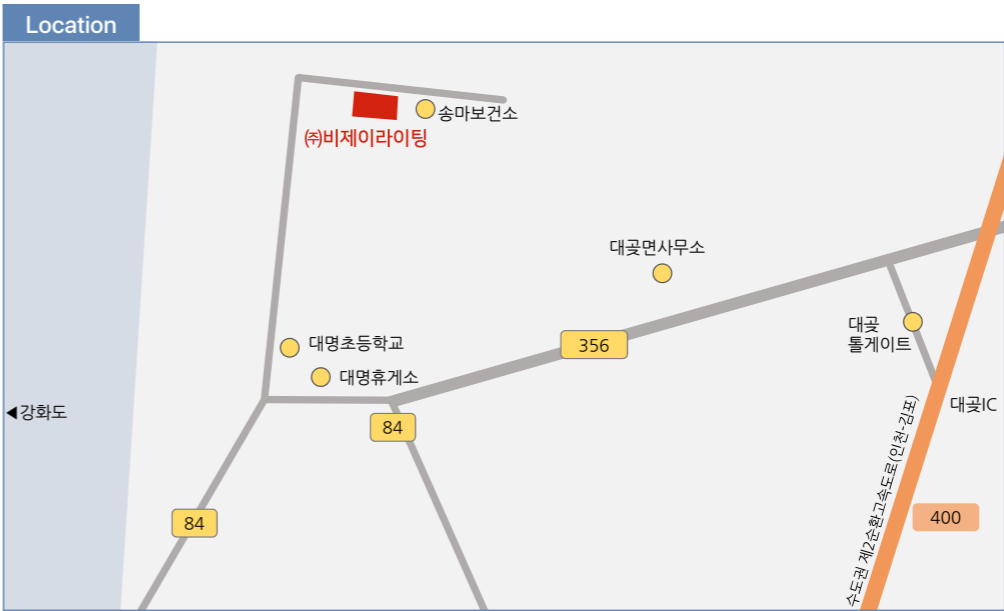 Location
송마보건소
㈜비제이라이팅
대곶면사무소
대곶
톨게이트
356
대명초등학교
대명휴게소
◀강화도
대곶IC
84
84
400
수도권 제2순환고속도로(인천-김포)